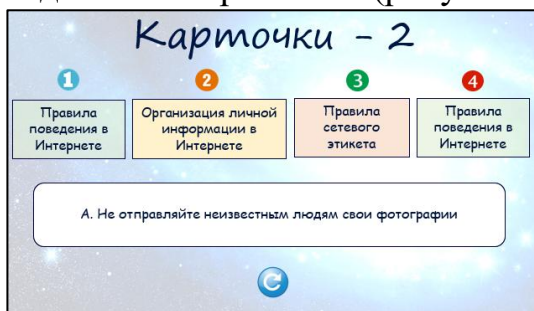 Карточки - 2
1 2 3 4
Правила поведения в Интернете
Организация личной информации в Интернете
Правила сетевого этикета
Правила поведения в Интернете
А. Не отправляйте неизвестным людям свои фотографии